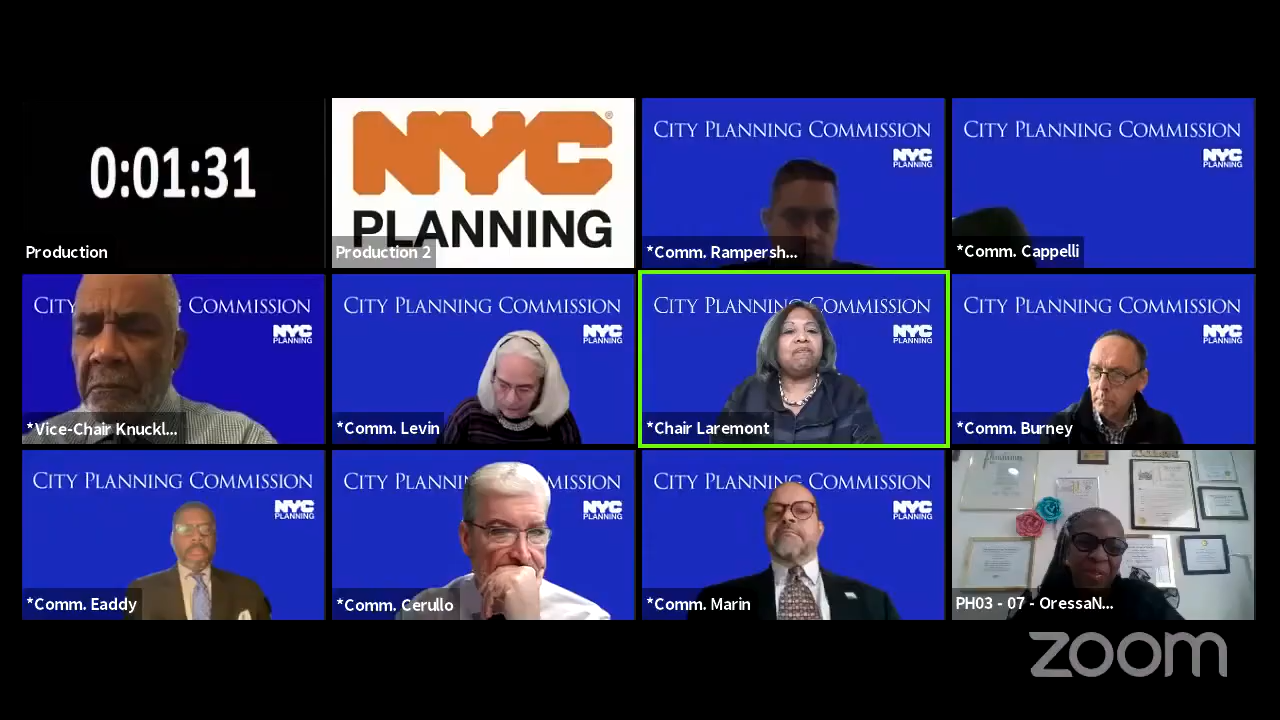 0:01:31
Production
NYC
PLANNING
Production 2
CITY PLANNING COMMISSION
NYC
PLANNING
*Comm. Rampersh...
CITY PLANNING COMMISSION
NYC
PLANNING
*Comm. Cappelli
CITY COMMISSION
NYC
PLANNING
*Vice-Chair Knuckl...
CITY PLANNING COMMISSION
NYC
PLANNING
*Comm. Levin
CITY PLANNING COMMISSION
NYC
PLANNING
*Chair Laremont
CITY PLANNING COMMISSION
NYC
PLANNING
*Comm. Burney
CITY PLANNING COMMISSION
NYC
PLANNING
*Comm. Eaddy
CITY PLANNIN MISSION
NYC
PLANNING
*Comm. Cerullo
CITY PLANNING COMMISSION
NYC
PLANNING
*Comm. Marin
PH03 - 07 - OressaN...
zoom